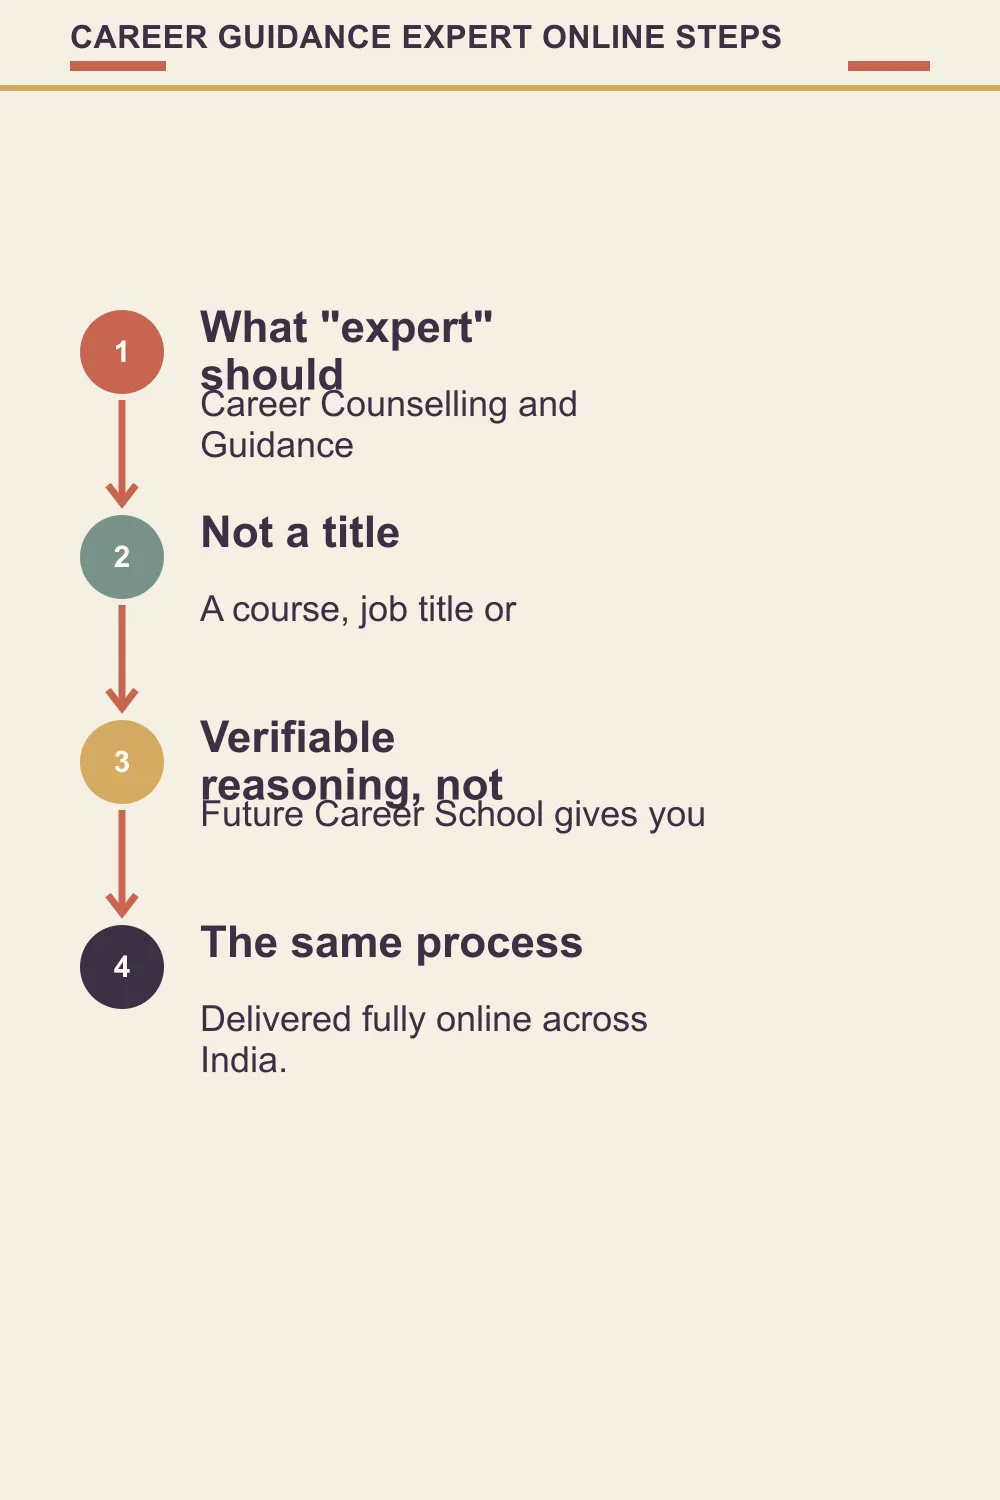 CAREER GUIDANCE EXPERT ONLINE STEPS
1
What "expert"
should
Career Counselling and
Guidance
2
Not a title
A course, job title or
3
Verifiable
reasoning, not
Future Career School gives you
4
The same process
Delivered fully online across
India.